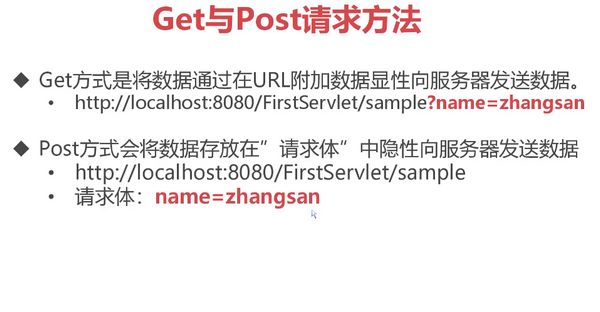 Get与Post请求方法
◆ Get方式是将数据通过在URL附加数据显性向服务器发送数据。
• http://localhost:8080/FirstServlet/sample?name=zhangsan
◆ Post方式会将数据存放在”请求体”中隐性向服务器发送数据
• http://localhost:8080/FirstServlet/sample
• 请求体：name=zhangsan